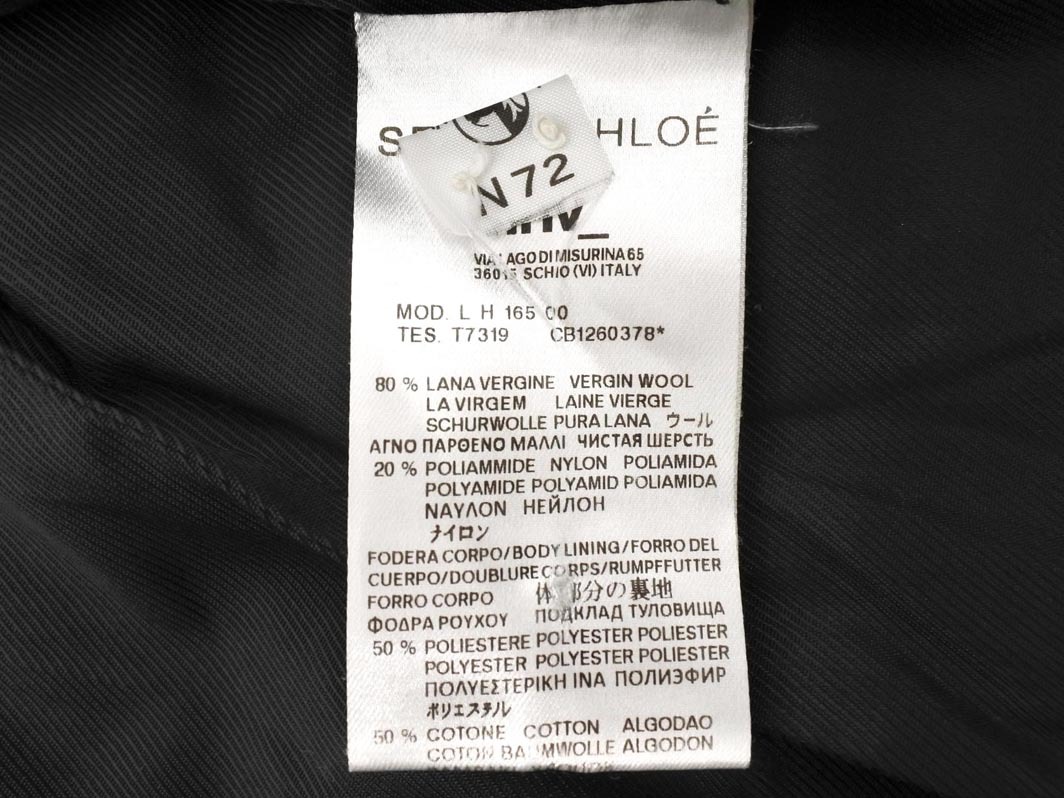 HLOÉ
N72
VIA LAGO DI MISURINA 65
36015 SCHIO (VI) ITALY
MOD. L H 165 00
TES. T7319 CB1260378*
80 % LANA VERGINE VERGIN WOOL
LA VIRGEM LAINE VIERGE
SCHURWOLLE PURA LANA ウール
ΑΓΝΟ ΠΑΡΘΕΝΟ ΜΑΛΛΙ ЧИСТАЯ ШЕРСТЬ
20 % POLIAMMIDE NYLON POLIAMIDA
POLYAMIDE POLYAMID POLIAMIDA
ΝΑΥΛΟΝ НЕЙЛОН
ナイロン
FODERA CORPO/BODY LINING/FORRO DEL
CUERPO/DOUBLURE CORPS/RUMPFFUTTER
FORRO CORPO 体部分の裏地
ΦΟΔΡΑ ΡΟΥΧΟΥ ПОДКЛАД ТУЛОВИЩА
50 % POLIESTERE POLYESTER POLIESTER
POLYESTER POLYESTER POLIESTER
ΠΟΛΥΕΣΤΕΡΙΚΗ ΙΝΑ ПОЛИЭФИР
ポリエステル
50 % COTONE COTTON ALGODAO
COTON BAUMWOLLE ALGODON